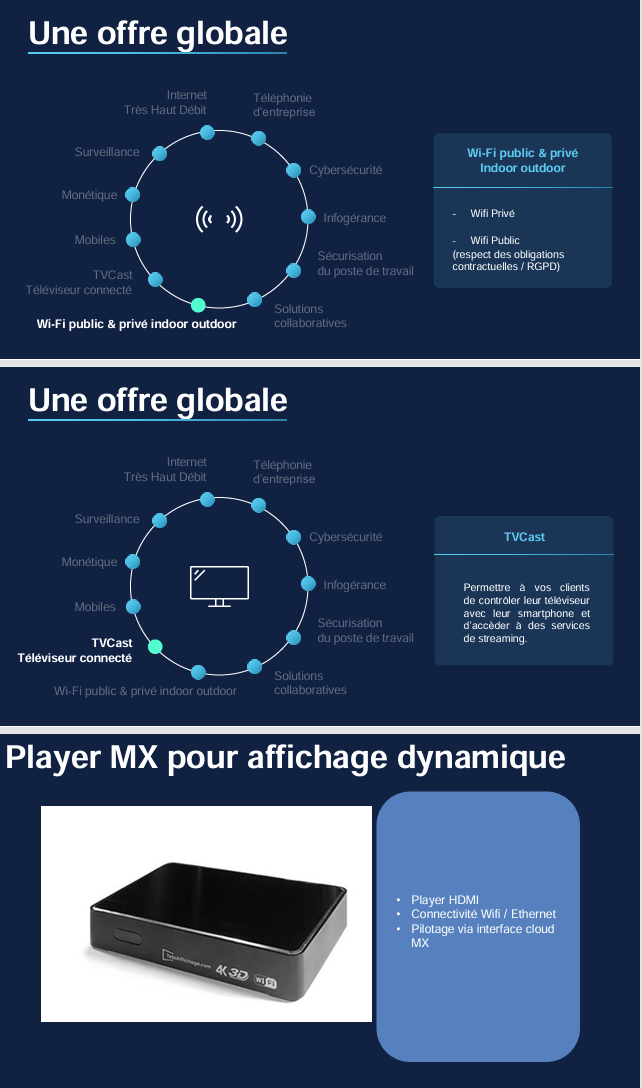 Une offre globale
Internet
Très Haut Débit
Téléphonie
d'entreprise
Surveillance
Cybersécurité
Monétique
Infogérance
Mobiles
Sécurisation
du poste de travail
TVCast
Téléviseur connecté
Solutions
collaboratives
Wi-Fi public & privé indoor outdoor
Wi-Fi public & privé
Indoor outdoor
- Wifi Privé
- Wifi Public
(respect des obligations
contractuelles / RGPD)
Une offre globale
Internet
Très Haut Débit
Téléphonie
d'entreprise
Surveillance
Cybersécurité
Monétique
Infogérance
Mobiles
Sécurisation
du poste de travail
TVCast
Téléviseur connecté
Solutions
collaboratives
Wi-Fi public & privé indoor outdoor
TVCast
Permettre à vos clients
de contrôler leur téléviseur
avec leur smartphone et
d'accèder à des services
de streaming.
Player MX pour affichage dynamique
TeleAffichage.com
4K 3D WiFi
• Player HDMI
• Connectivité Wifi / Ethernet
• Pilotage via interface cloud
MX